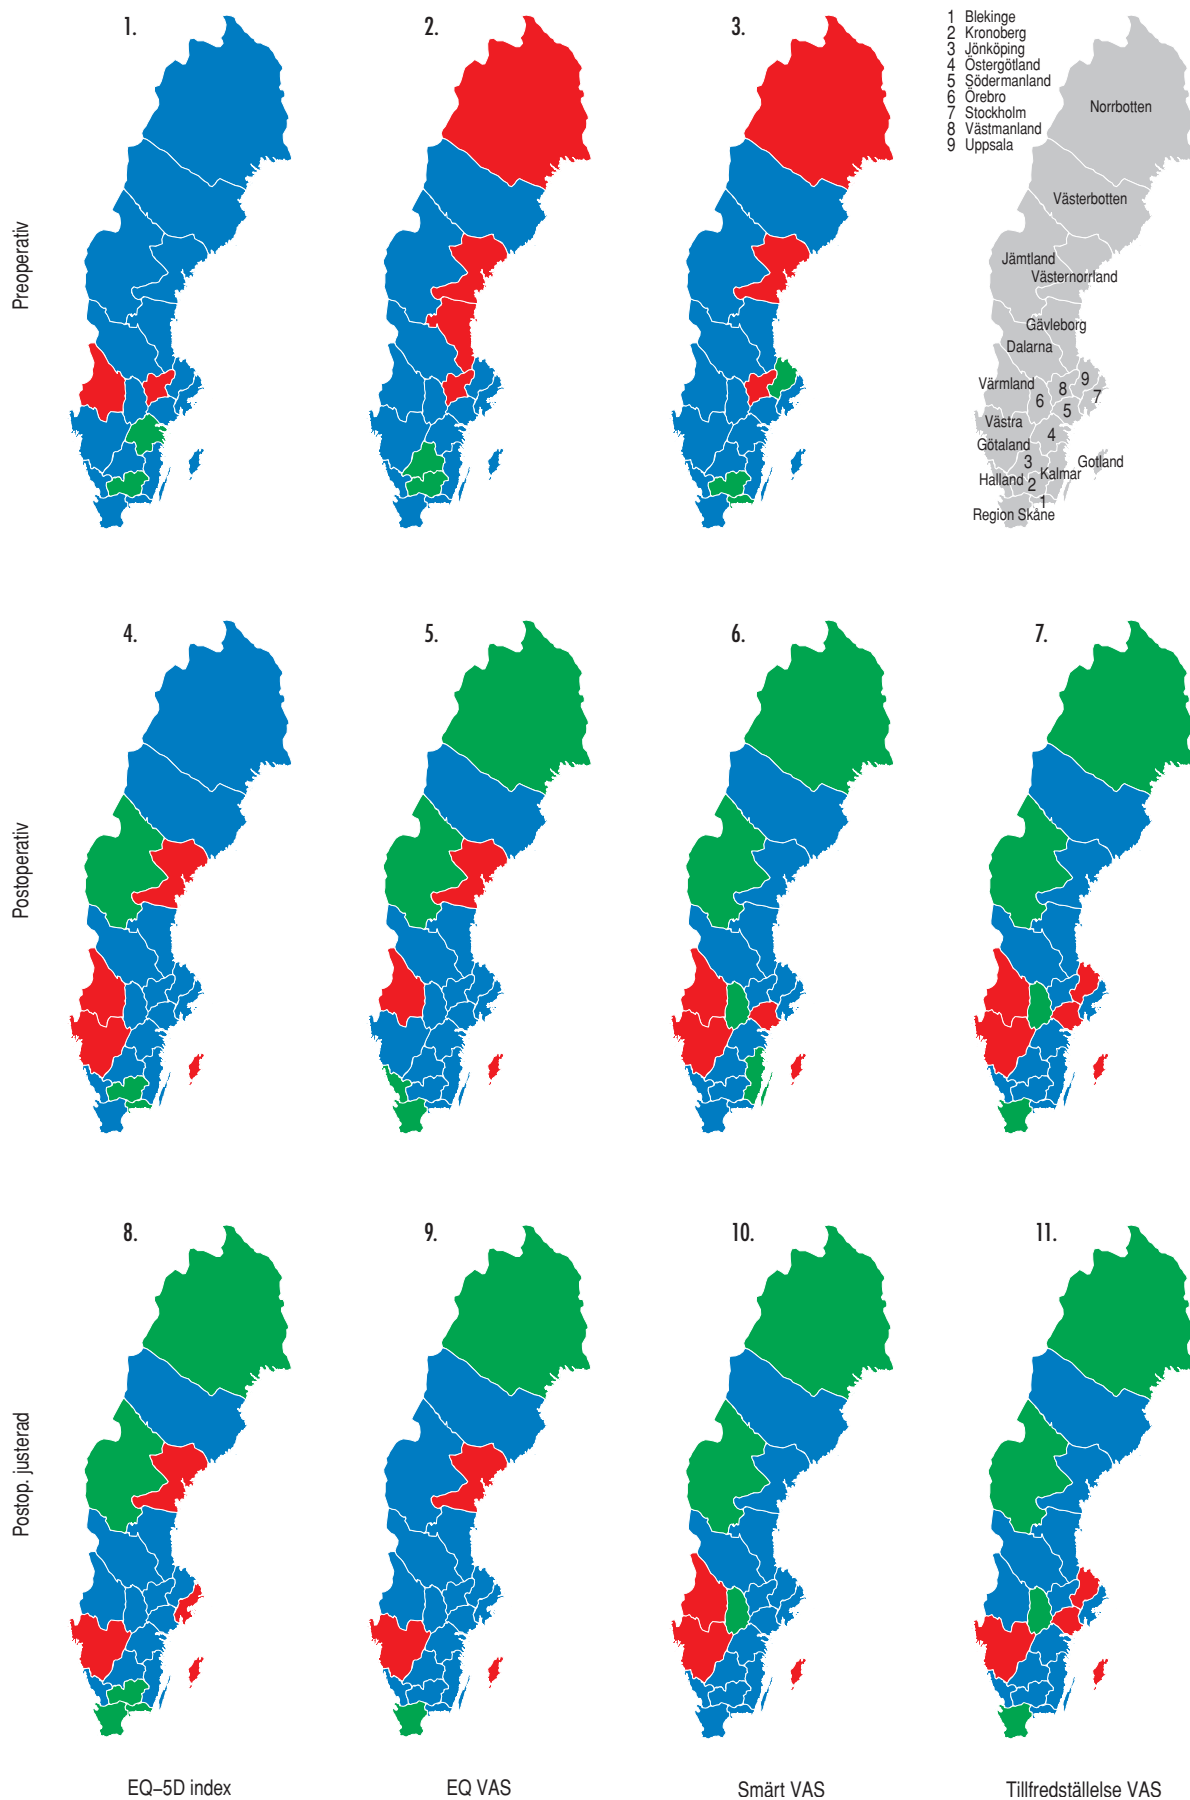 1.
2.
3.
1 Blekinge
2 Kronoberg
3 Jönköping
4 Östergötland
5 Södermanland
6 Örebro
7 Stockholm
8 Västmanland
9 Uppsala
Norrbotten
Västerbotten
Jämtland
Västernorrland
Gävleborg
Dalarna
Värmland
9
8
7
6
5
Västra
Götaland
4
3
Gotland
Kalmar
Halland
2
1
Region Skåne
Preoperativ
4.
5.
6.
7.
Postoperativ
8.
9.
10.
11.
Postop. justerad
EQ–5D index
EQ VAS
Smärt VAS
Tillfredställelse VAS